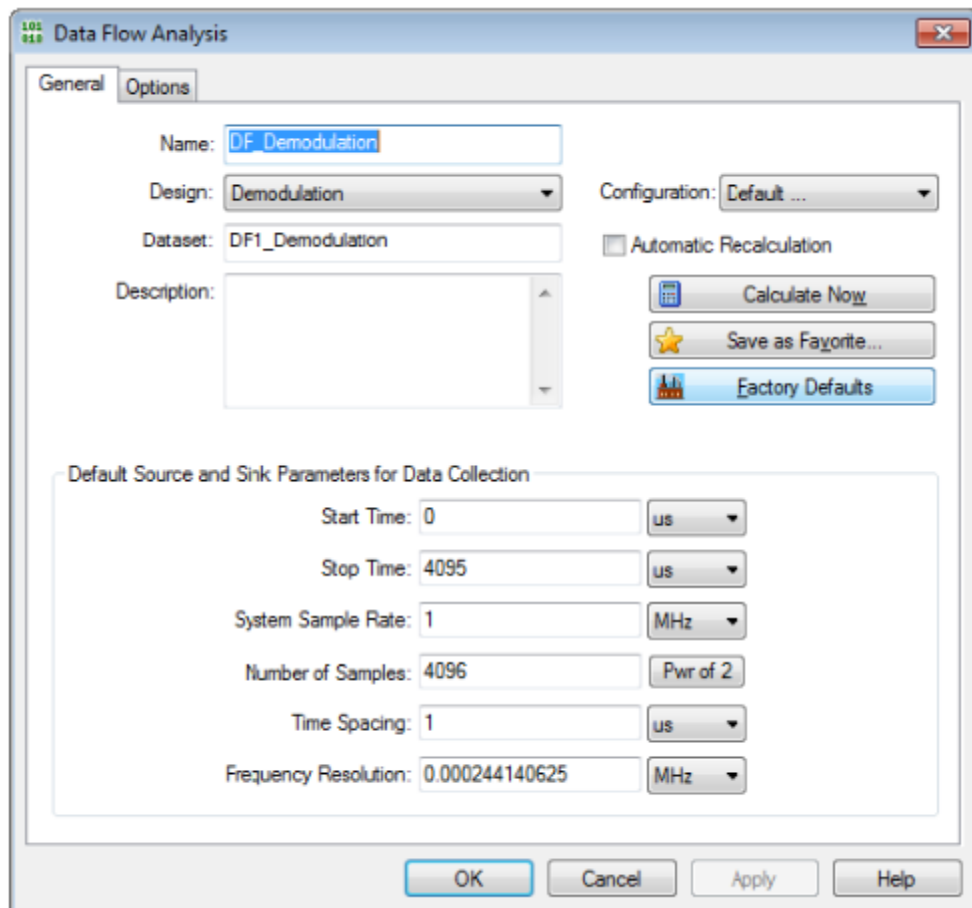 101
010
Data Flow Analysis
General
Options
Name: DF_Demodulation
Design: Demodulation
Configuration: Default ...
Dataset: DF1_Demodulation
Automatic Recalculation
Description:
Calculate Now
Save as Favorite...
Factory Defaults
Default Source and Sink Parameters for Data Collection
Start Time: 0 us
Stop Time: 4095 us
System Sample Rate: 1 MHz
Number of Samples: 4096 Pwr of 2
Time Spacing: 1 us
Frequency Resolution: 0.000244140625 MHz
OK Cancel Apply Help